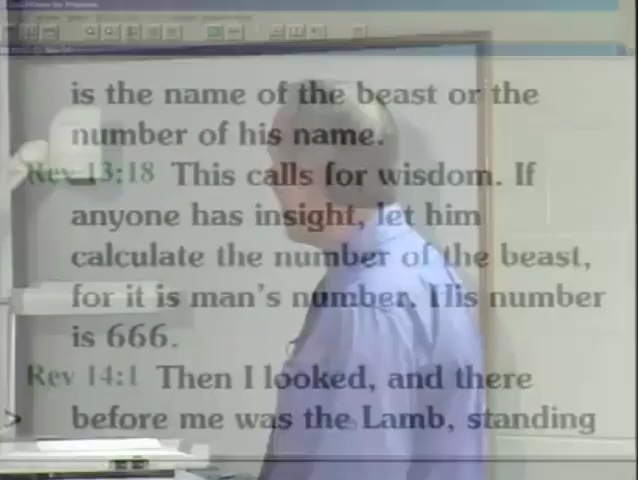 is the name of the beast or the
number of his name.
Rev 13:18 This calls for wisdom. If
anyone has insight, let him
calculate the number of the beast,
for it is man's number. His number
is 666.
Rev 14:1 Then I looked, and there
> before me was the Lamb, standing